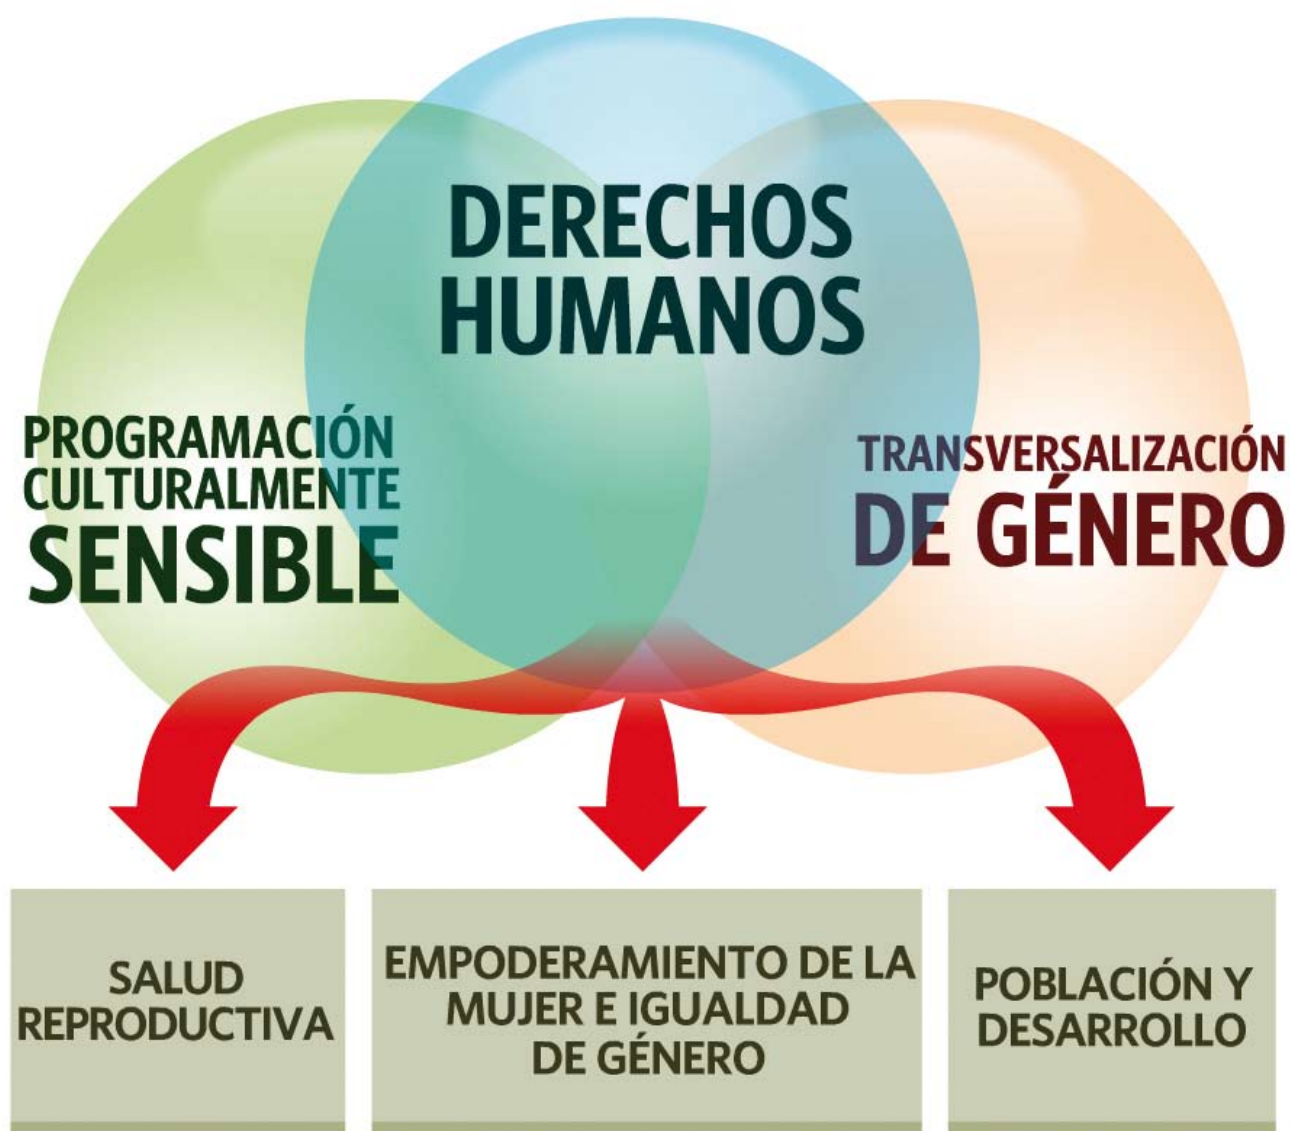 DERECHOS
HUMANOS
PROGRAMACIÓN
CULTURALMENTE
SENSIBLE
TRANSVERSALIZACIÓN
DE GÉNERO
SALUD
REPRODUCTIVA
EMPODERAMIENTO DE LA
MUJER E IGUALDAD
DE GÉNERO
POBLACIÓN Y
DESARROLLO